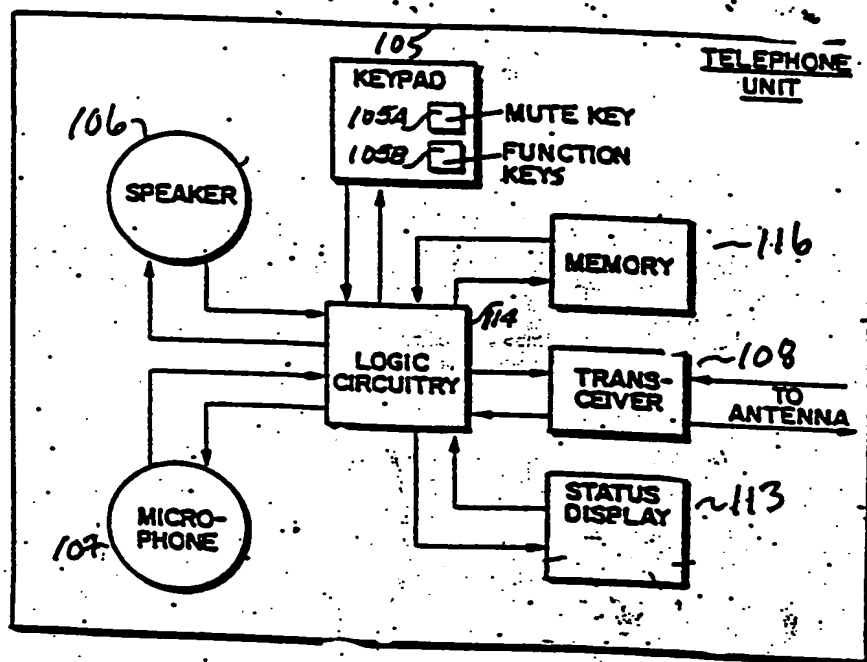 105
TELEPHONE
UNIT
KEYPAD
105A
MUTE KEY
105B
FUNCTION
KEYS
106
SPEAKER
MEMORY
116
114
LOGIC
CIRCUITRY
TRANS-
CEIVER
108
TO
ANTENNA
STATUS
DISPLAY
113
MICRO-
PHONE
107